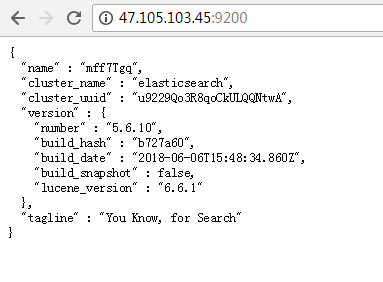 47.105.103.45:9200
{
"name" : "mff7Tgq",
"cluster_name" : "elasticsearch",
"cluster_uuid" : "u9229Qo3R8qoCkULQQNtwA",
"version" : {
"number" : "5.6.10",
"build_hash" : "b727a60",
"build_date" : "2018-06-06T15:48:34.860Z",
"build_snapshot" : false,
"lucene_version" : "6.6.1"
},
"tagline" : "You Know, for Search"
}